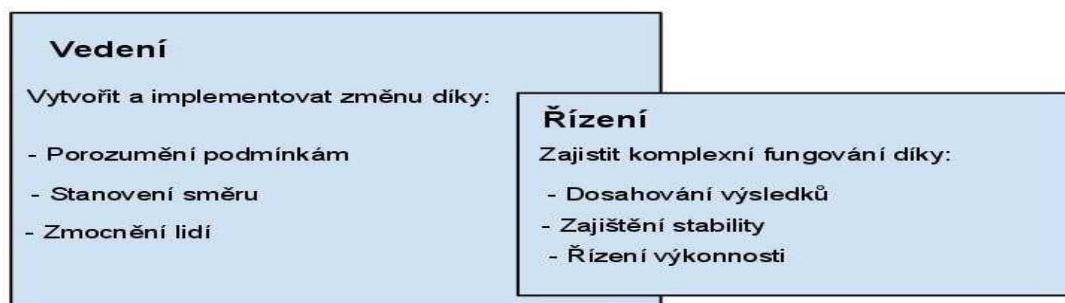 Vedení
Vytvořit a implementovat změnu díky:
- Porozumění podmínkám
- Stanovení směru
- Zmocnění lidí
Řízení
Zajistit komplexní fungování díky:
- Dosahování výsledků
- Zajištění stability
- Řízení výkonnosti